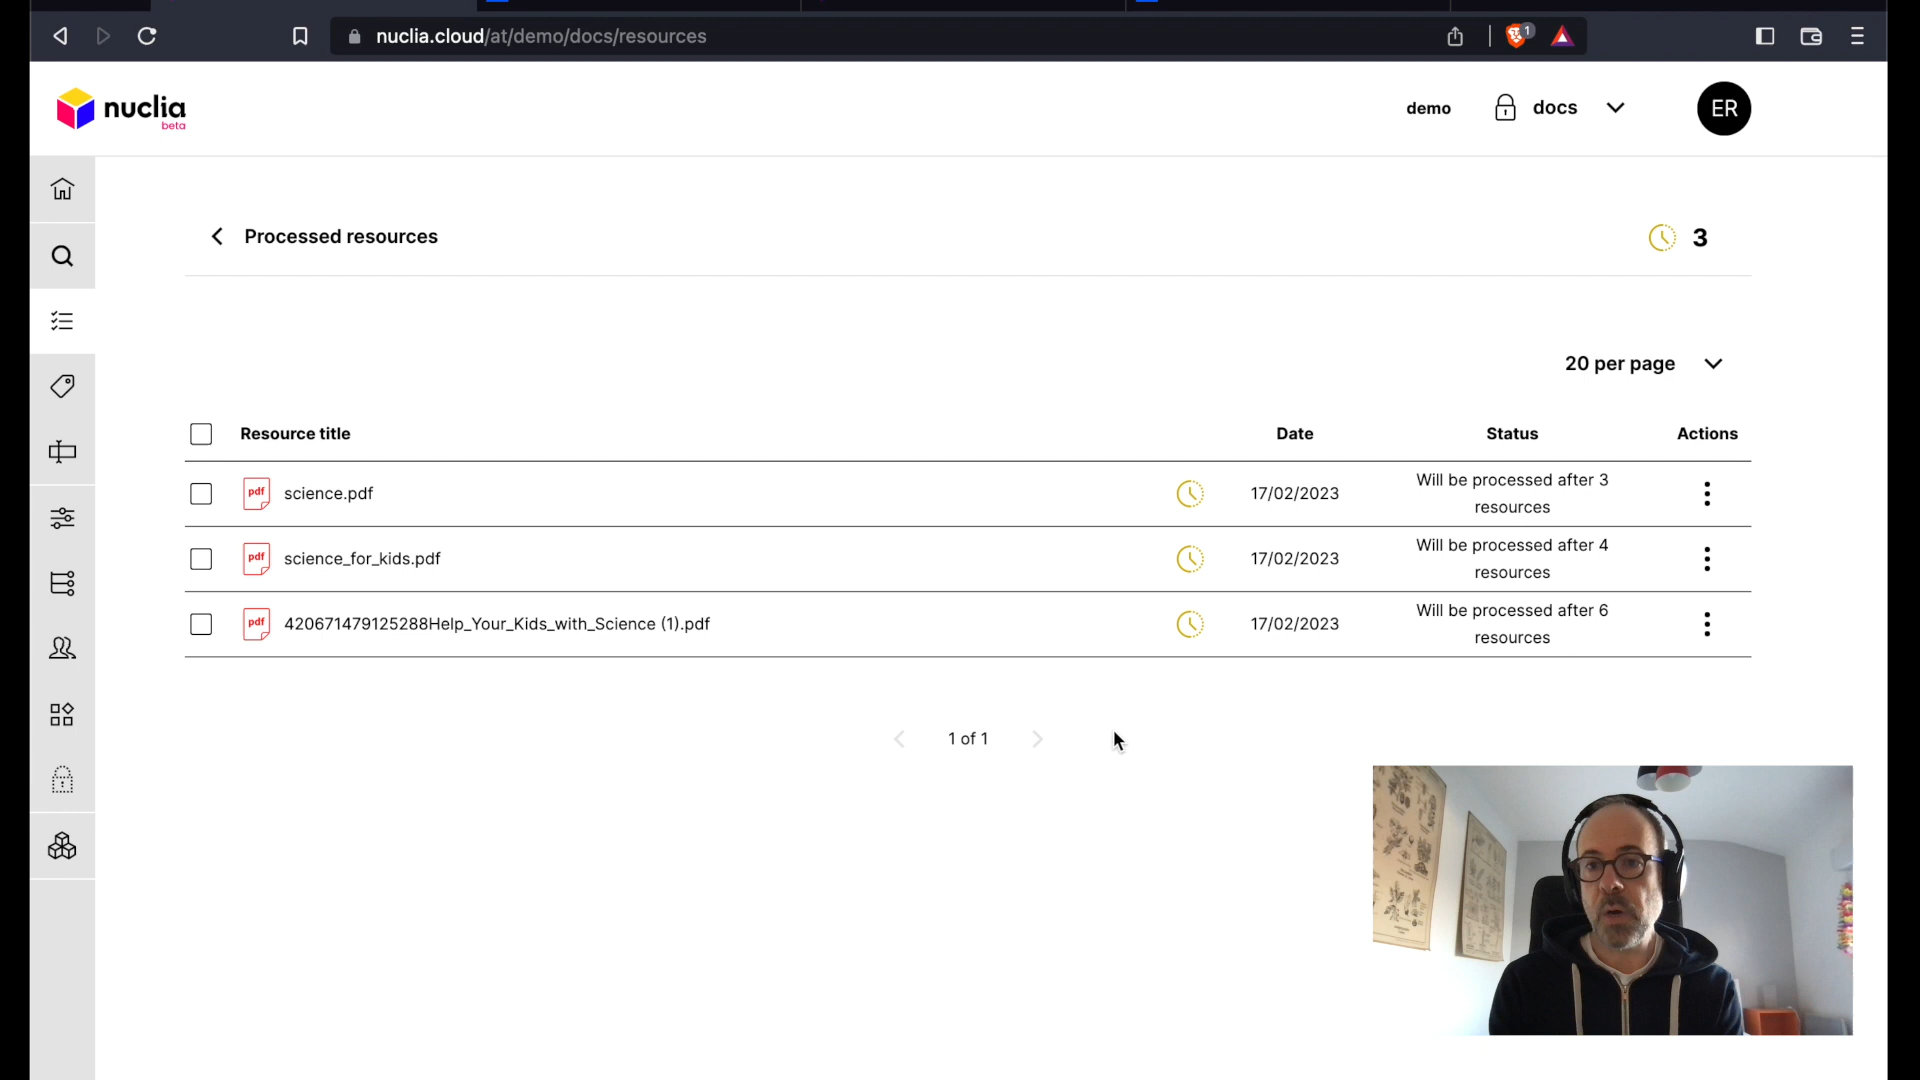 nuclia.cloud/at/demo/docs/resources
1
nuclia
beta
demo
docs
ER
Processed resources
3
20 per page
Resource title
Date
Status
Actions
pdf
science.pdf
17/02/2023
Will be processed after 3
resources
pdf
science_for_kids.pdf
17/02/2023
Will be processed after 4
resources
pdf
420671479125288Help_Your_Kids_with_Science (1).pdf
17/02/2023
Will be processed after 6
resources
1 of 1